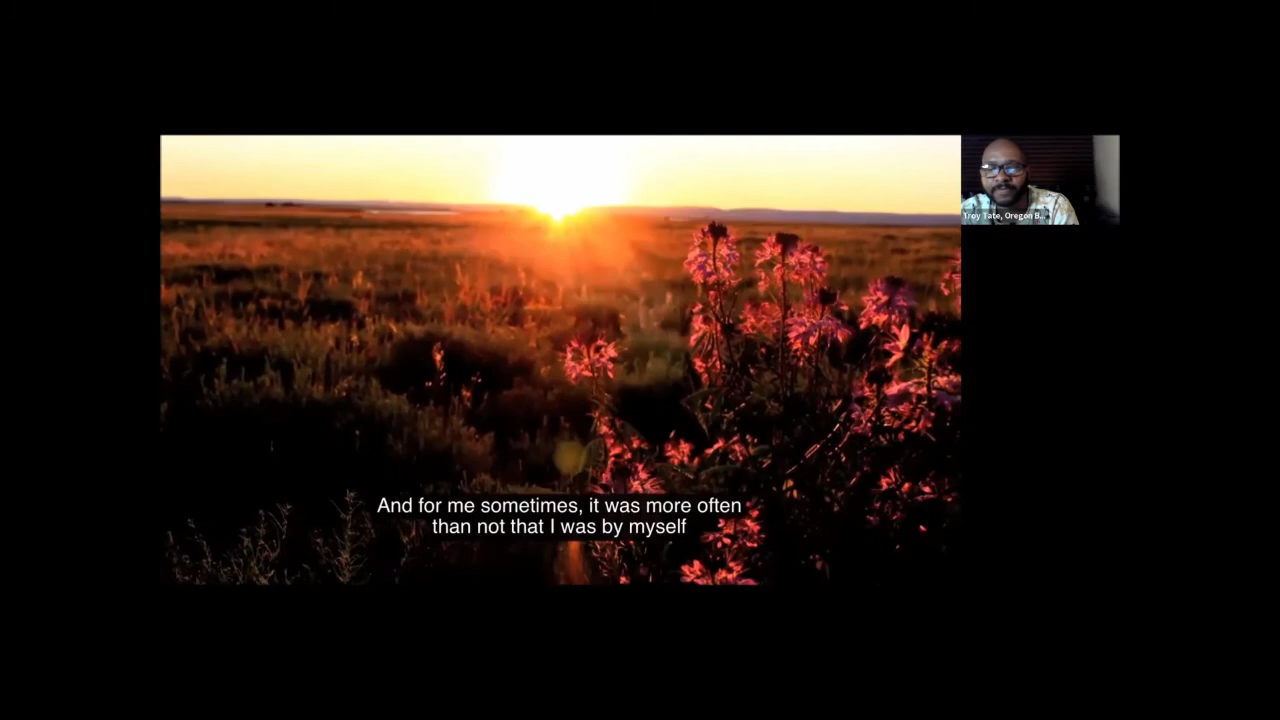 Troy Tate, Oregon B...
And for me sometimes, it was more often
than not that I was by myself